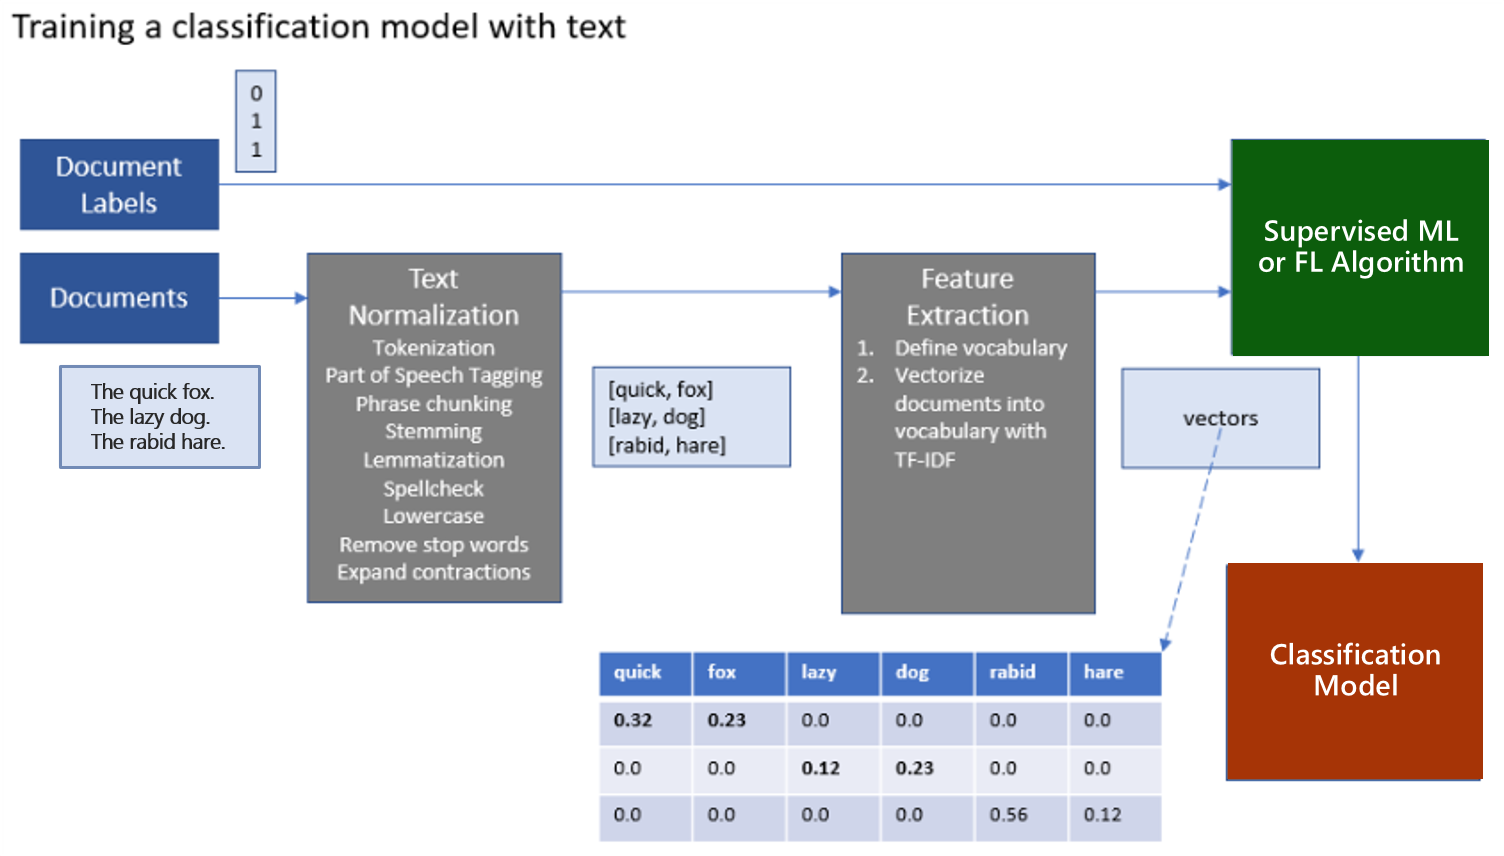 Training a classification model with text
0
1
1
Document
Labels
Documents
The quick fox.
The lazy dog.
The rabid hare.
Text
Normalization
Tokenization
Part of Speech Tagging
Phrase chunking
Stemming
Lemmatization
Spellcheck
Lowercase
Remove stop words
Expand contractions
[quick, fox]
[lazy, dog]
[rabid, hare]
Feature
Extraction
1. Define vocabulary
2. Vectorize
documents into
vocabulary with
TF-IDF
vectors
Supervised ML
or FL Algorithm
Classification
Model
quick fox lazy dog rabid hare
0.32 0.23 0.0 0.0 0.0 0.0
0.0 0.0 0.12 0.23 0.0 0.0
0.0 0.0 0.0 0.0 0.56 0.12